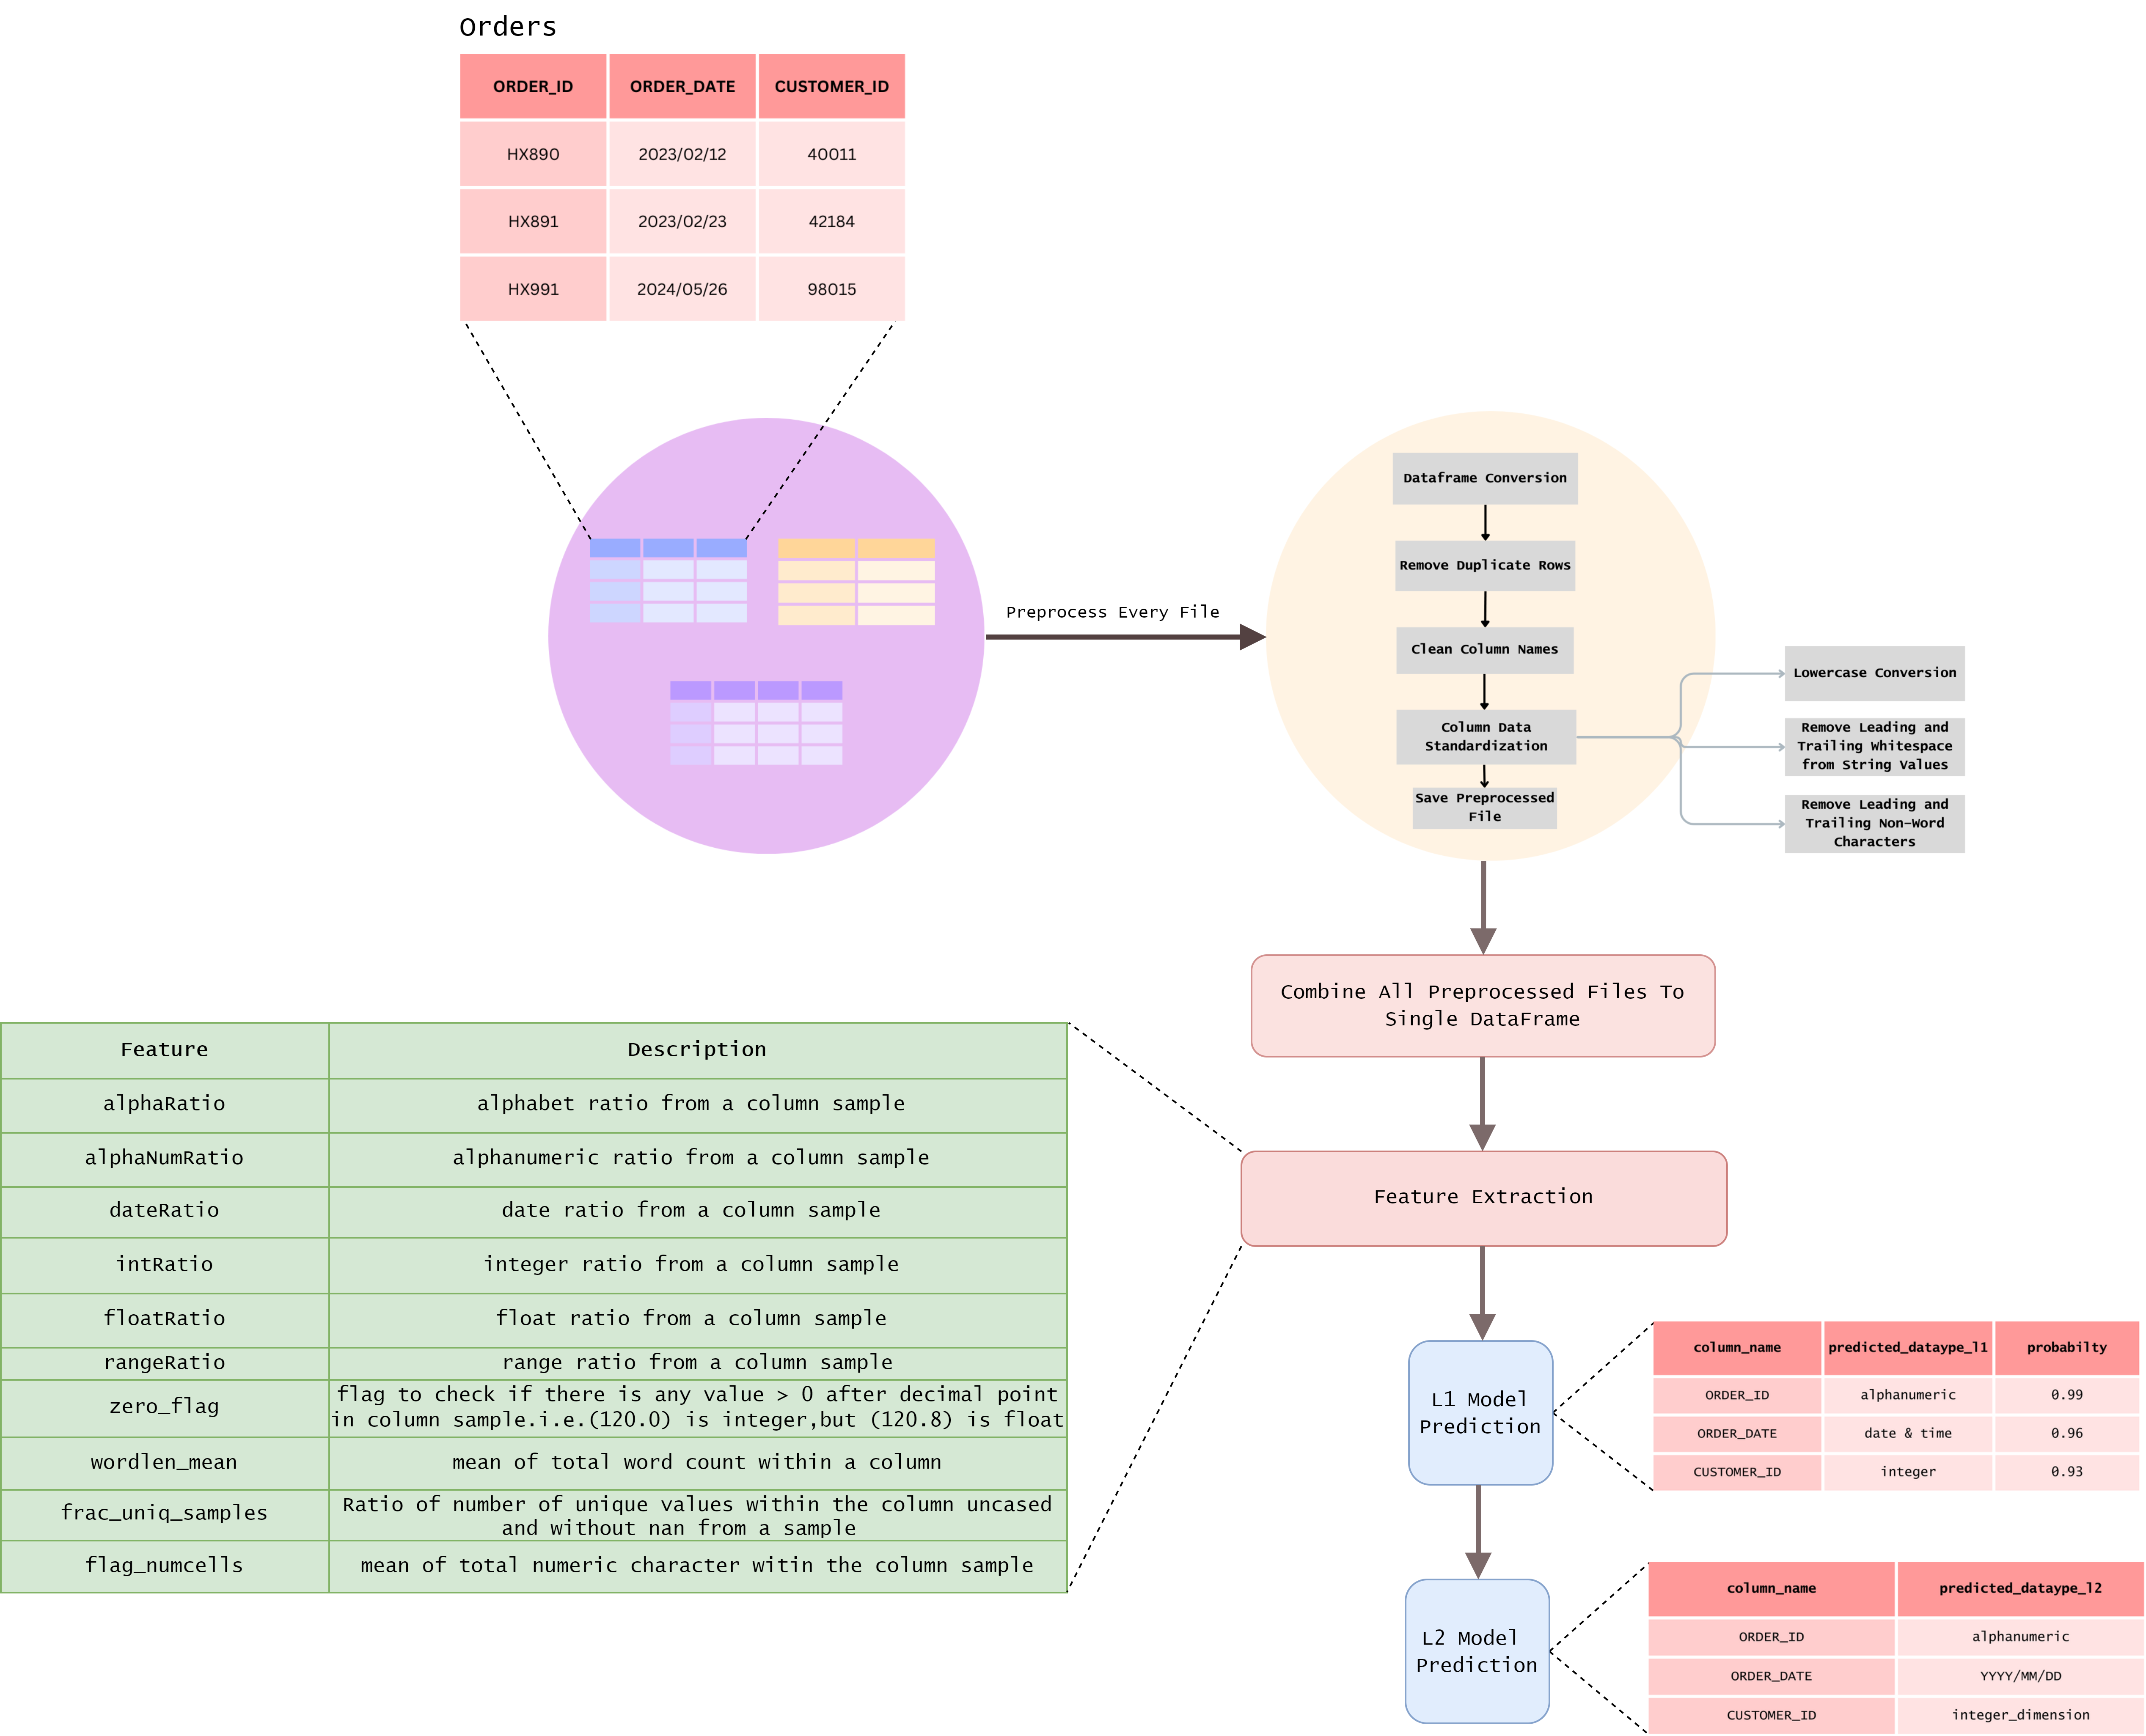 Orders
ORDER_ID ORDER_DATE CUSTOMER_ID
HX890 2023/02/12 40011
HX891 2023/02/23 42184
HX991 2024/05/26 98015
Preprocess Every File
Dataframe Conversion
Remove Duplicate Rows
Clean Column Names
Column Data
Standardization
Save Preprocessed
File
Lowercase Conversion
Remove Leading and
Trailing Whitespace
from String Values
Remove Leading and
Trailing Non-Word
Characters
Combine All Preprocessed Files To
Single DataFrame
Feature Extraction
Feature Description
alphaRatio alphabet ratio from a column sample
alphaNumRatio alphanumeric ratio from a column sample
dateRatio date ratio from a column sample
intRatio integer ratio from a column sample
floatRatio float ratio from a column sample
rangeRatio range ratio from a column sample
zero_flag flag to check if there is any value > 0 after decimal point
in column sample.i.e.(120.0) is integer,but (120.8) is float
wordlen_mean mean of total word count within a column
frac_uniq_samples Ratio of number of unique values within the column uncased
and without nan from a sample
flag_numcells mean of total numeric character witin the column sample
L1 Model
Prediction
column_name predicted_dataype_l1 probabilty
ORDER_ID alphanumeric 0.99
ORDER_DATE date & time 0.96
CUSTOMER_ID integer 0.93
L2 Model
Prediction
column_name predicted_dataype_l2
ORDER_ID alphanumeric
ORDER_DATE YYYY/MM/DD
CUSTOMER_ID integer_dimension